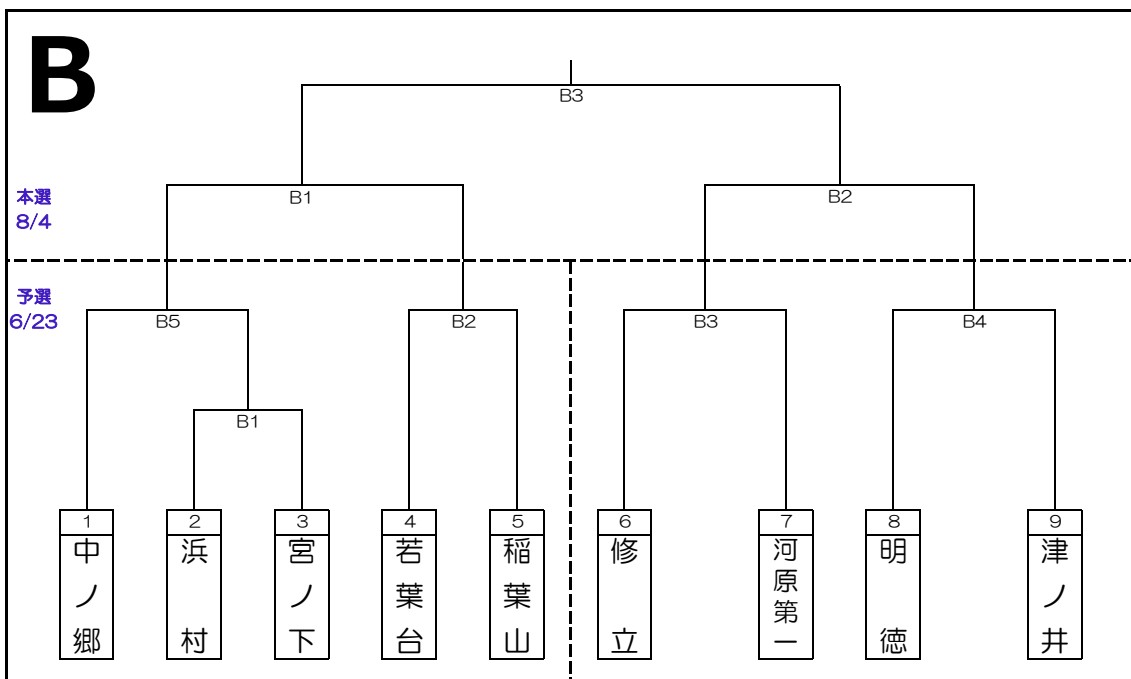 B
B3
本選
8/4
B1
B2
予選
6/23
B5
B2
B3
B4
B1
1
2
3
4
5
6
7
8
9
中ノ郷
浜村
宮ノ下
若葉台
稲葉山
修立
河原第一
明徳
津ノ井